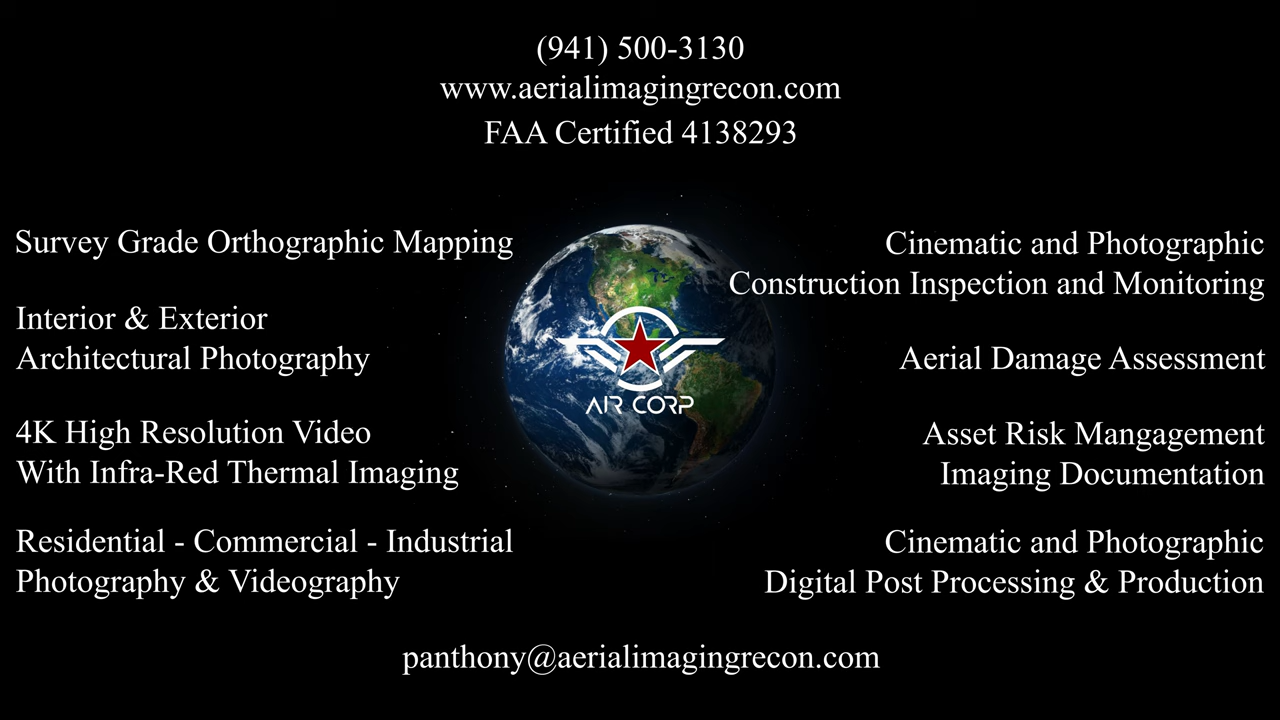 (941) 500-3130
www.aerialimagingrecon.com
FAA Certified 4138293
Survey Grade Orthographic Mapping
Interior & Exterior
Architectural Photography
4K High Resolution Video
With Infra-Red Thermal Imaging
Residential - Commercial - Industrial
Photography & Videography
AIR CORP
Cinematic and Photographic
Construction Inspection and Monitoring
Aerial Damage Assessment
Asset Risk Mangagement
Imaging Documentation
Cinematic and Photographic
Digital Post Processing & Production
panthony@aerialimagingrecon.com